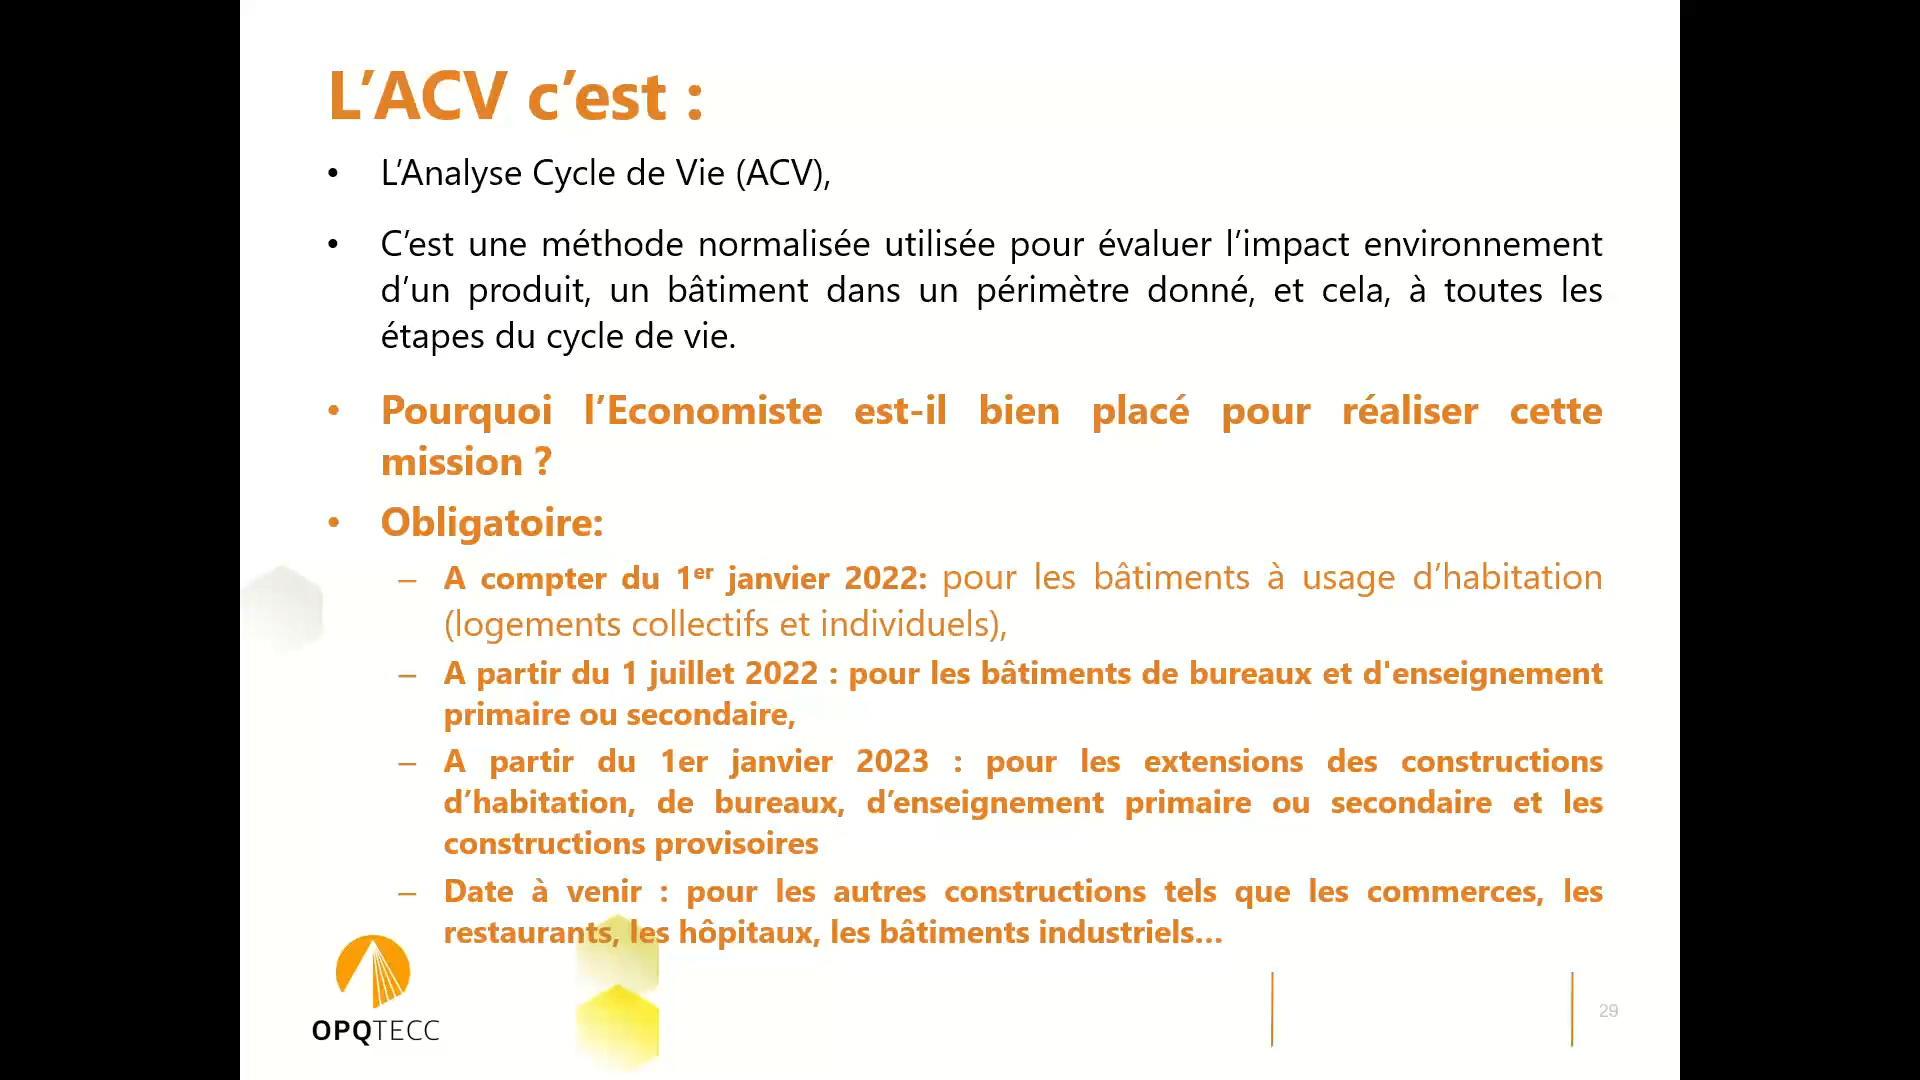 L’ACV c’est :
• L’Analyse Cycle de Vie (ACV),
• C’est une méthode normalisée utilisée pour évaluer l’impact environnement
d’un produit, un bâtiment dans un périmètre donné, et cela, à toutes les
étapes du cycle de vie.
• Pourquoi l’Economiste est-il bien placé pour réaliser cette
mission ?
• Obligatoire:
– A compter du 1er janvier 2022: pour les bâtiments à usage d’habitation
(logements collectifs et individuels),
– A partir du 1 juillet 2022 : pour les bâtiments de bureaux et d'enseignement
primaire ou secondaire,
– A partir du 1er janvier 2023 : pour les extensions des constructions
d’habitation, de bureaux, d’enseignement primaire ou secondaire et les
constructions provisoires
– Date à venir : pour les autres constructions tels que les commerces, les
restaurants, les hôpitaux, les bâtiments industriels...
OPQTECC
29